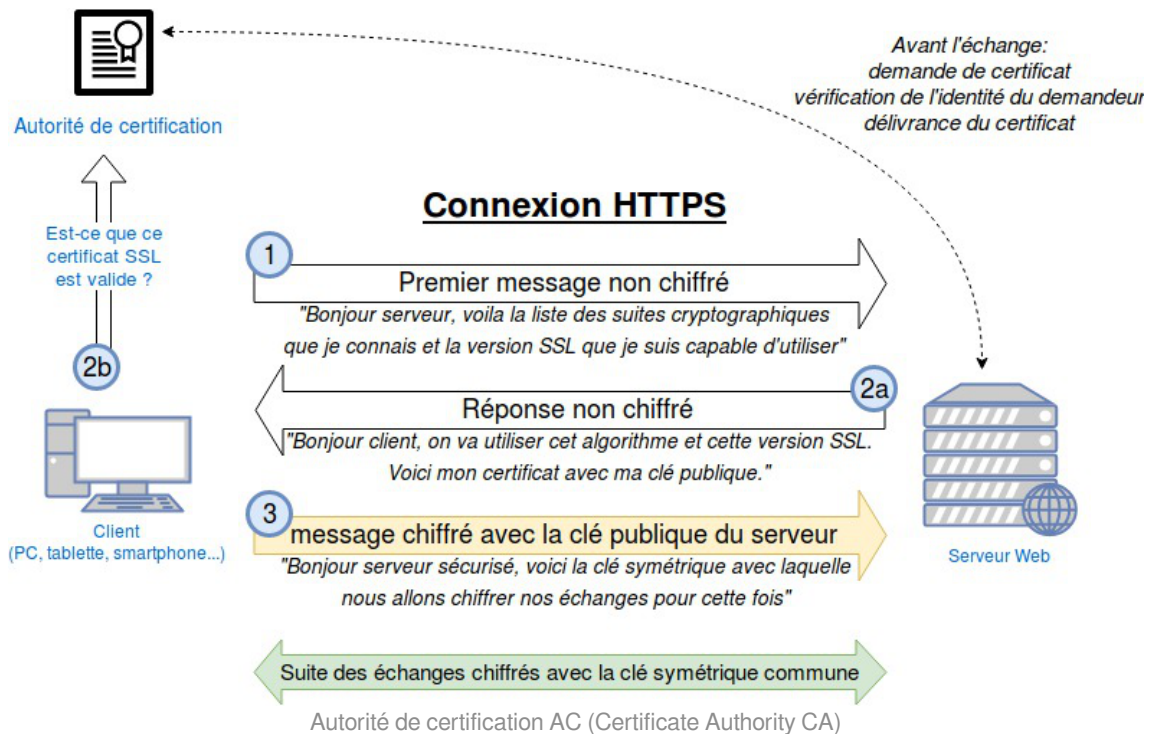 Avant l'échange:
demande de certificat
vérification de l'identité du demandeur
délivrance du certificat
Autorité de certification
Connexion HTTPS
Est-ce que ce
certificat SSL
est valide ?
2b
1
Premier message non chiffré
"Bonjour serveur, voila la liste des suites cryptographiques
que je connais et la version SSL que je suis capable d'utiliser"
2a
Réponse non chiffré
"Bonjour client, on va utiliser cet algorithme et cette version SSL.
Voici mon certificat avec ma clé publique."
Client
(PC, tablette, smartphone...)
3
message chiffré avec la clé publique du serveur
"Bonjour serveur sécurisé, voici la clé symétrique avec laquelle
nous allons chiffrer nos échanges pour cette fois"
Serveur Web
Suite des échanges chiffrés avec la clé symétrique commune
Autorité de certification AC (Certificate Authority CA)